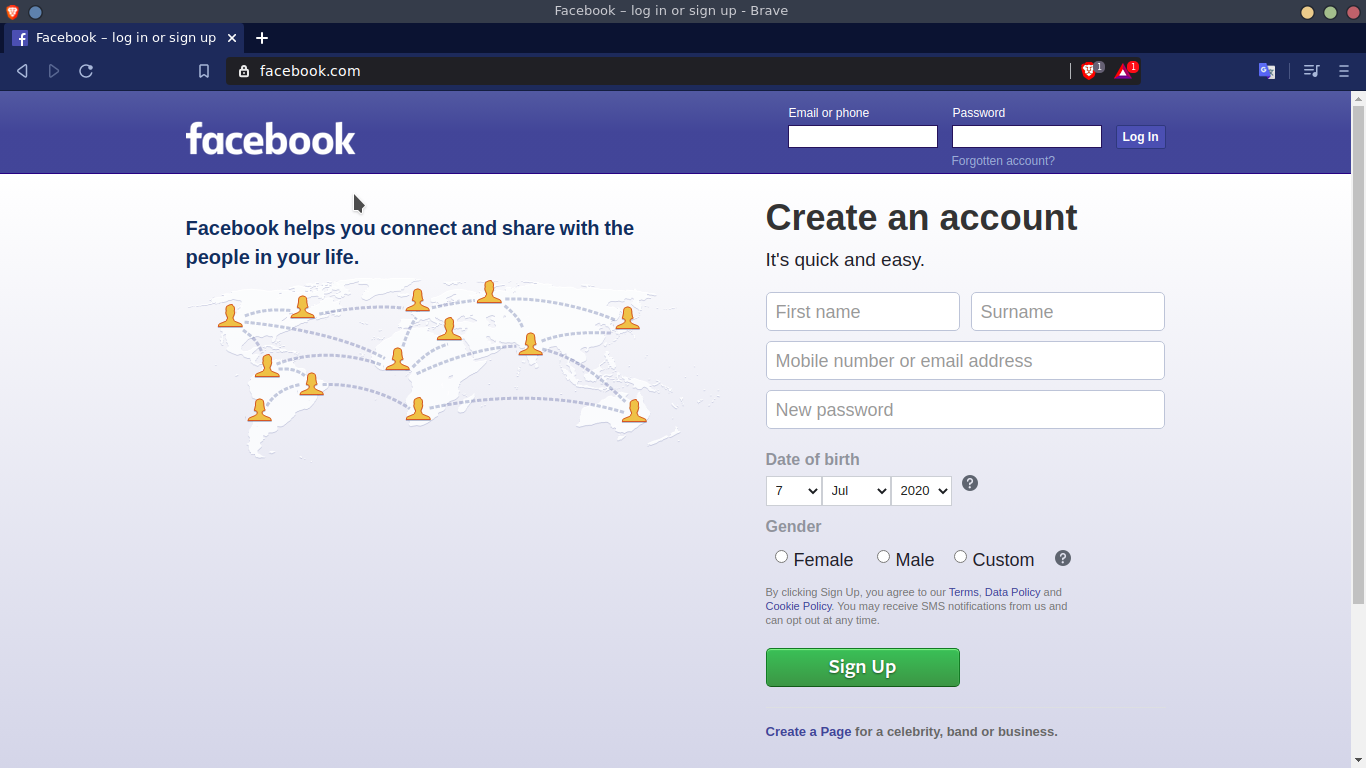 Facebook – log in or sign up - Brave
Facebook – log in or sign up
facebook.com
1
1
Email or phone
Password
facebook
Log In
Forgotten account?
Facebook helps you connect and share with the
people in your life.
Create an account
It's quick and easy.
First name
Surname
Mobile number or email address
New password
Date of birth
7
Jul
2020
?
Gender
Female
Male
Custom
?
By clicking Sign Up, you agree to our Terms, Data Policy and
Cookie Policy. You may receive SMS notifications from us and
can opt out at any time.
Sign Up
Create a Page for a celebrity, band or business.